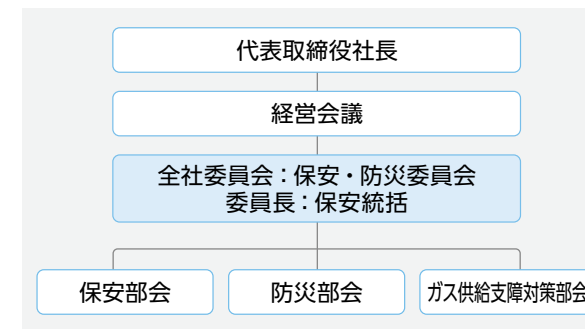 代表取締役社長
経営会議
全社委員会：保安・防災委員会
委員長：保安統括
保安部会
防災部会
ガス供給支障対策部会